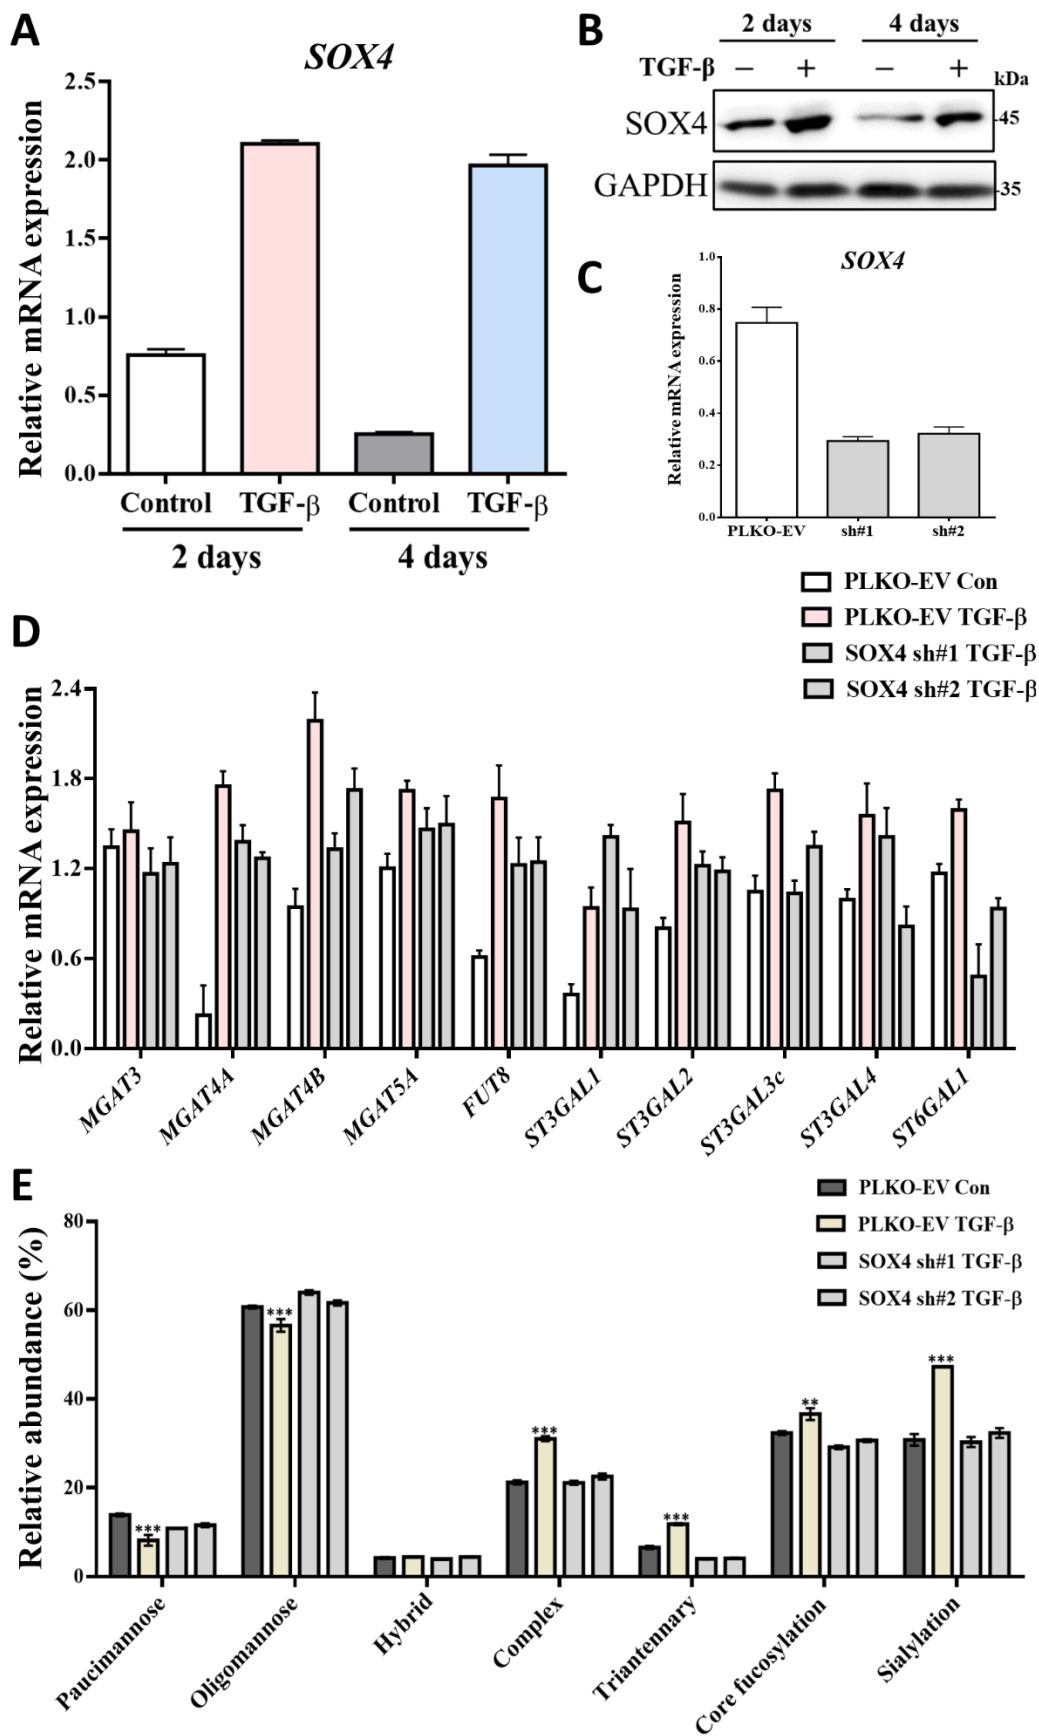 A
SOX4
Relative mRNA expression
2.5
2.0
1.5
1.0
0.5
0.0
Control TGF-β Control TGF-β
2 days 4 days
B
2 days 4 days
TGF-β − + − + kDa
SOX4 -45
GAPDH -35
C
SOX4
Relative mRNA expression
1.0
0.8
0.6
0.4
0.2
0.0
PLKO-EV sh#1 sh#2
D
PLKO-EV Con
PLKO-EV TGF-β
SOX4 sh#1 TGF-β
SOX4 sh#2 TGF-β
Relative mRNA expression
2.4
1.8
1.2
0.6
0.0
MGAT3 MGAT4A MGAT4B MGAT5A FUT8 ST3GAL1 ST3GAL2 ST3GAL3c ST3GAL4 ST6GAL1
E
PLKO-EV Con
PLKO-EV TGF-β
SOX4 sh#1 TGF-β
SOX4 sh#2 TGF-β
Relative abundance (%)
80
60
40
20
0
*** *** *** *** ** ***
Paucimannose Oligomannose Hybrid Complex Triantennary Core fucosylation Sialylation